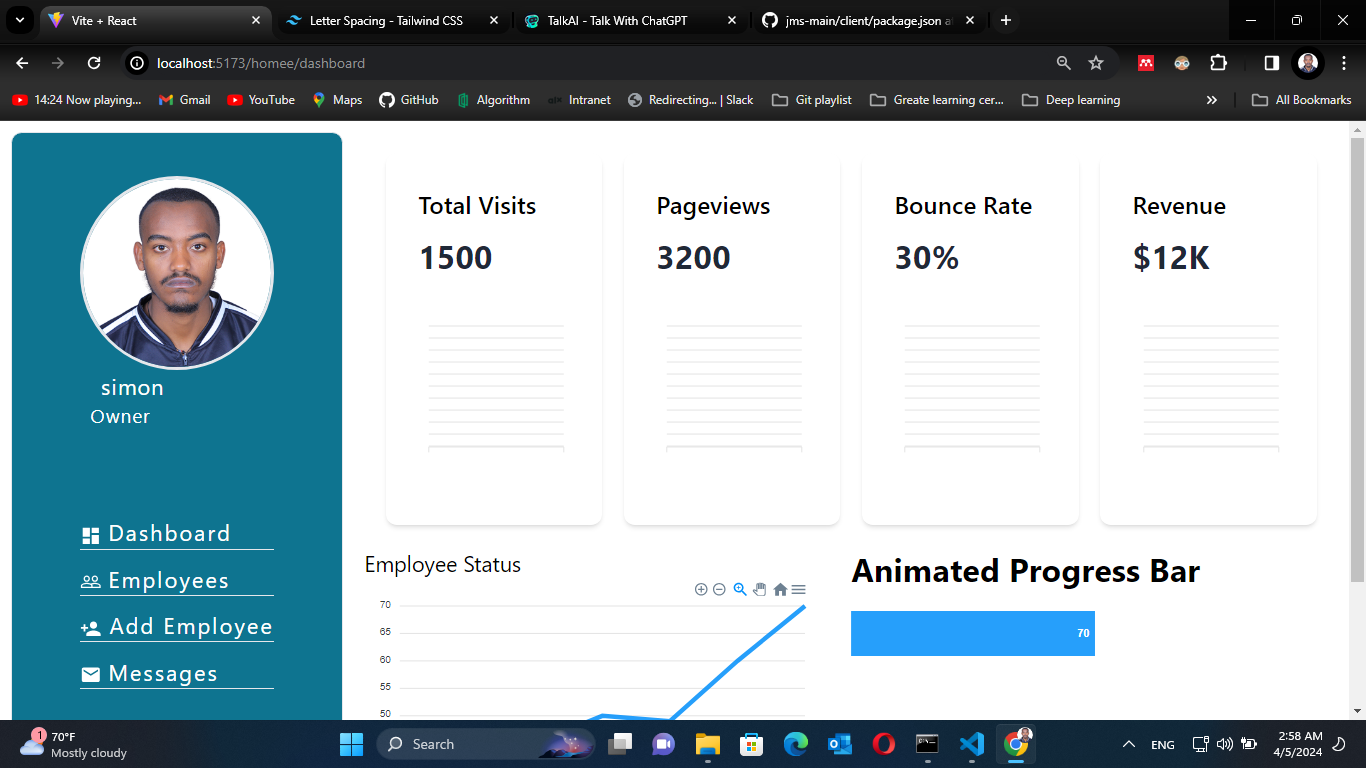 Vite + React
Letter Spacing - Tailwind CSS
TalkAI - Talk With ChatGPT
jms-main/client/package.json a
localhost:5173/homee/dashboard
14:24 Now playing...
Gmail
YouTube
Maps
GitHub
Algorithm
Intranet
Redirecting... | Slack
Git playlist
Greate learning cer...
Deep learning
All Bookmarks
simon
Owner
Dashboard
Employees
Add Employee
Messages
Total Visits
1500
Pageviews
3200
Bounce Rate
30%
Revenue
$12K
Employee Status
70
65
60
55
50
Animated Progress Bar
70
1
70°F
Mostly cloudy
Search
ENG
2:58 AM
4/5/2024